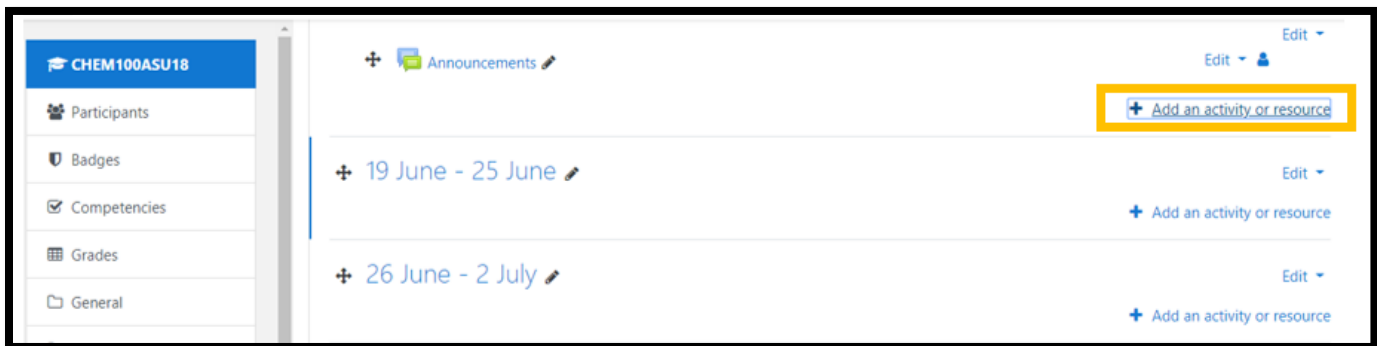 CHEM100ASU18
Participants
Badges
Competencies
Grades
General
Edit
Announcements
Edit
Add an activity or resource
19 June - 25 June
Edit
Add an activity or resource
26 June - 2 July
Edit
Add an activity or resource